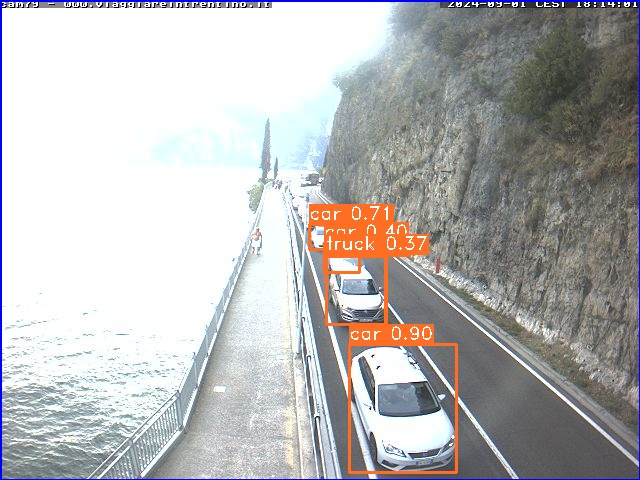 cam79 - www.viaggiareintrentino.it
2024-09-01 CEST 18:14:01
car 0.71
car 0.40
truck 0.37
car 0.90